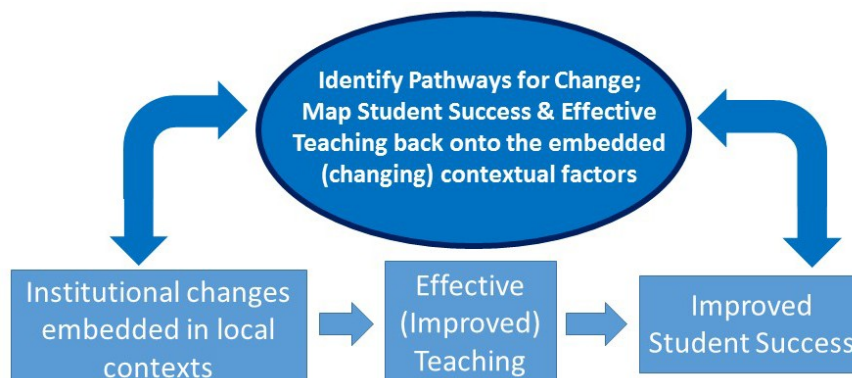 Identify Pathways for Change;
Map Student Success & Effective
Teaching back onto the embedded
(changing) contextual factors
Institutional changes
embedded in local
contexts
Effective
(Improved)
Teaching
Improved
Student Success